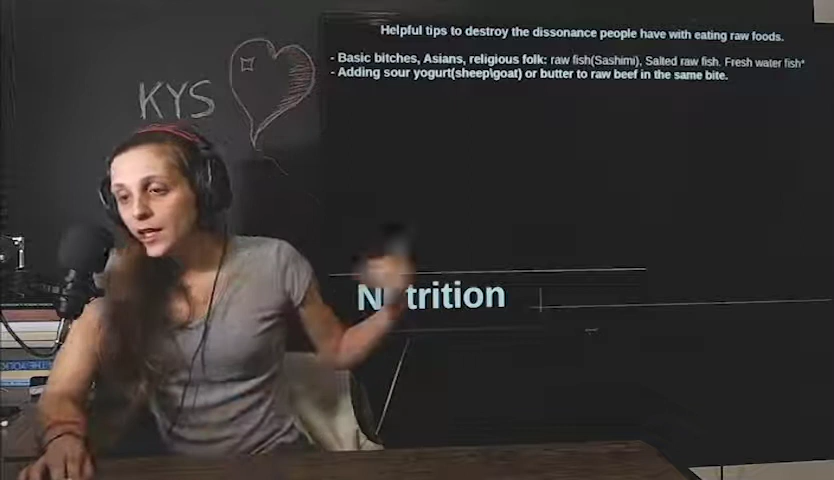 Helpful tips to destroy the dissonance people have with eating raw foods.
- Basic bitches, Asians, religious folk: raw fish(Sashimi), Salted raw fish. Fresh water fish*
- Adding sour yogurt(sheep\goat) or butter to raw beef in the same bite.
KYS
Nutrition